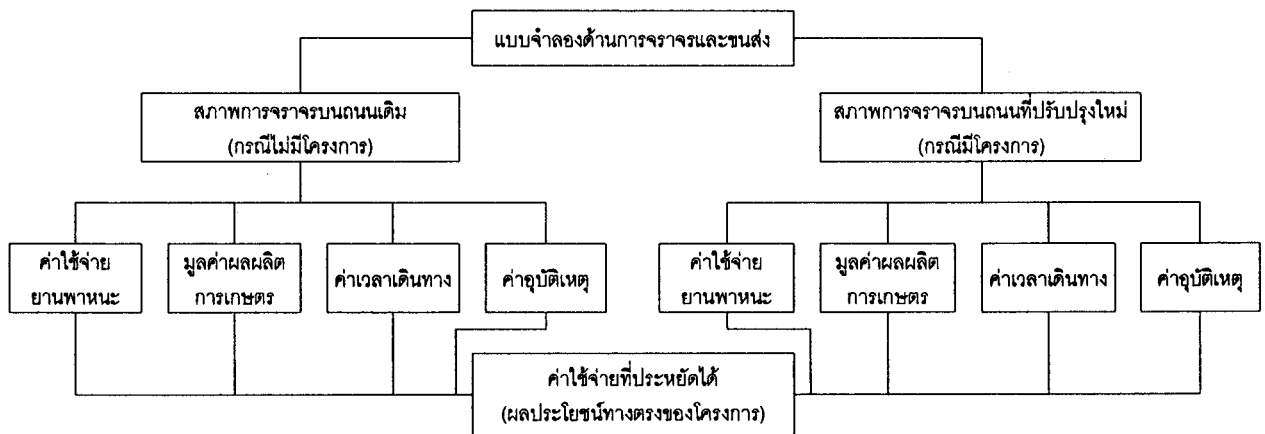 แบบจำลองด้านการจราจรและขนส่ง
สภาพการจราจรบนถนนเดิม
(กรณีไม่มีโครงการ)
สภาพการจราจรบนถนนที่ปรับปรุงใหม่
(กรณีมีโครงการ)
ค่าใช้จ่าย
ยานพาหนะ
มูลค่าผลผลิต
การเกษตร
ค่าเวลาเดินทาง
ค่าอุบัติเหตุ
ค่าใช้จ่าย
ยานพาหนะ
มูลค่าผลผลิต
การเกษตร
ค่าเวลาเดินทาง
ค่าอุบัติเหตุ
ค่าใช้จ่ายที่ประหยัดได้
(ผลประโยชน์ทางตรงของโครงการ)